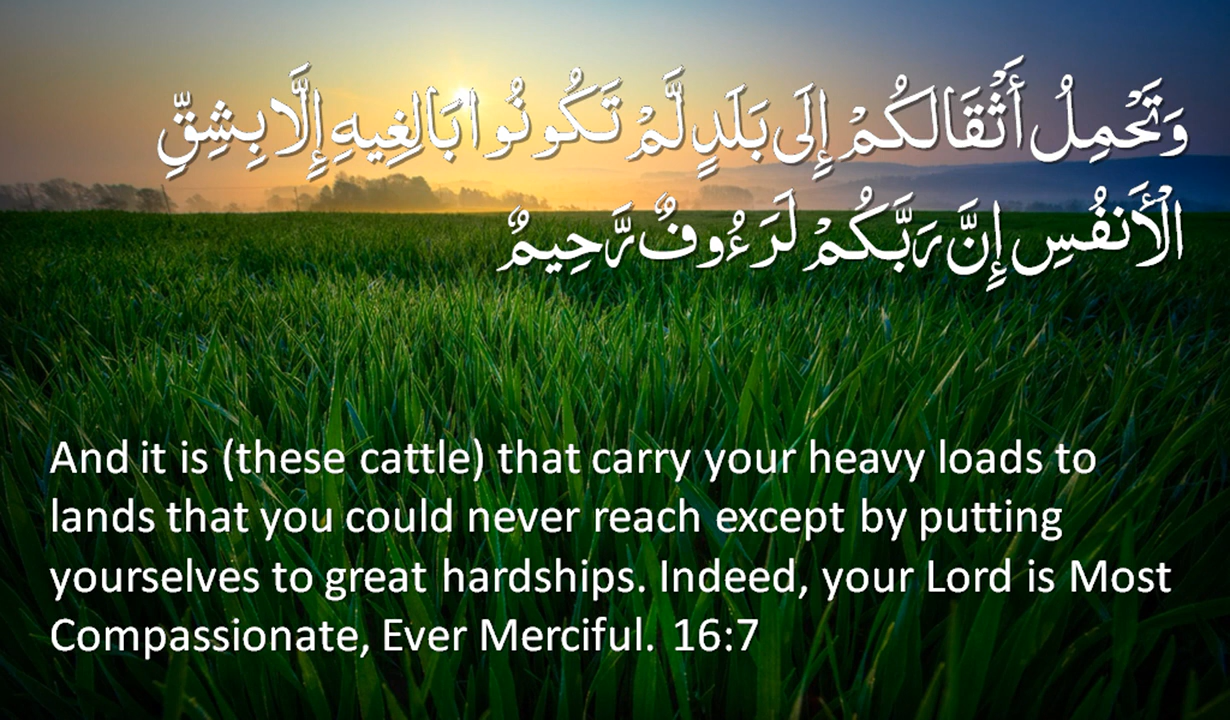 وَتَحْمِلُ أَثْقَالَكُمْ إِلَى بَلَدٍ لَّمْ تَكُونُوا بَالِغِيهِ إِلَّا بِشِقِّ
الْأَنفُسِ إِنَّ رَبَّكُمْ لَرَءُوفٌ رَّحِيمٌ
And it is (these cattle) that carry your heavy loads to
lands that you could never reach except by putting
yourselves to great hardships. Indeed, your Lord is Most
Compassionate, Ever Merciful. 16:7